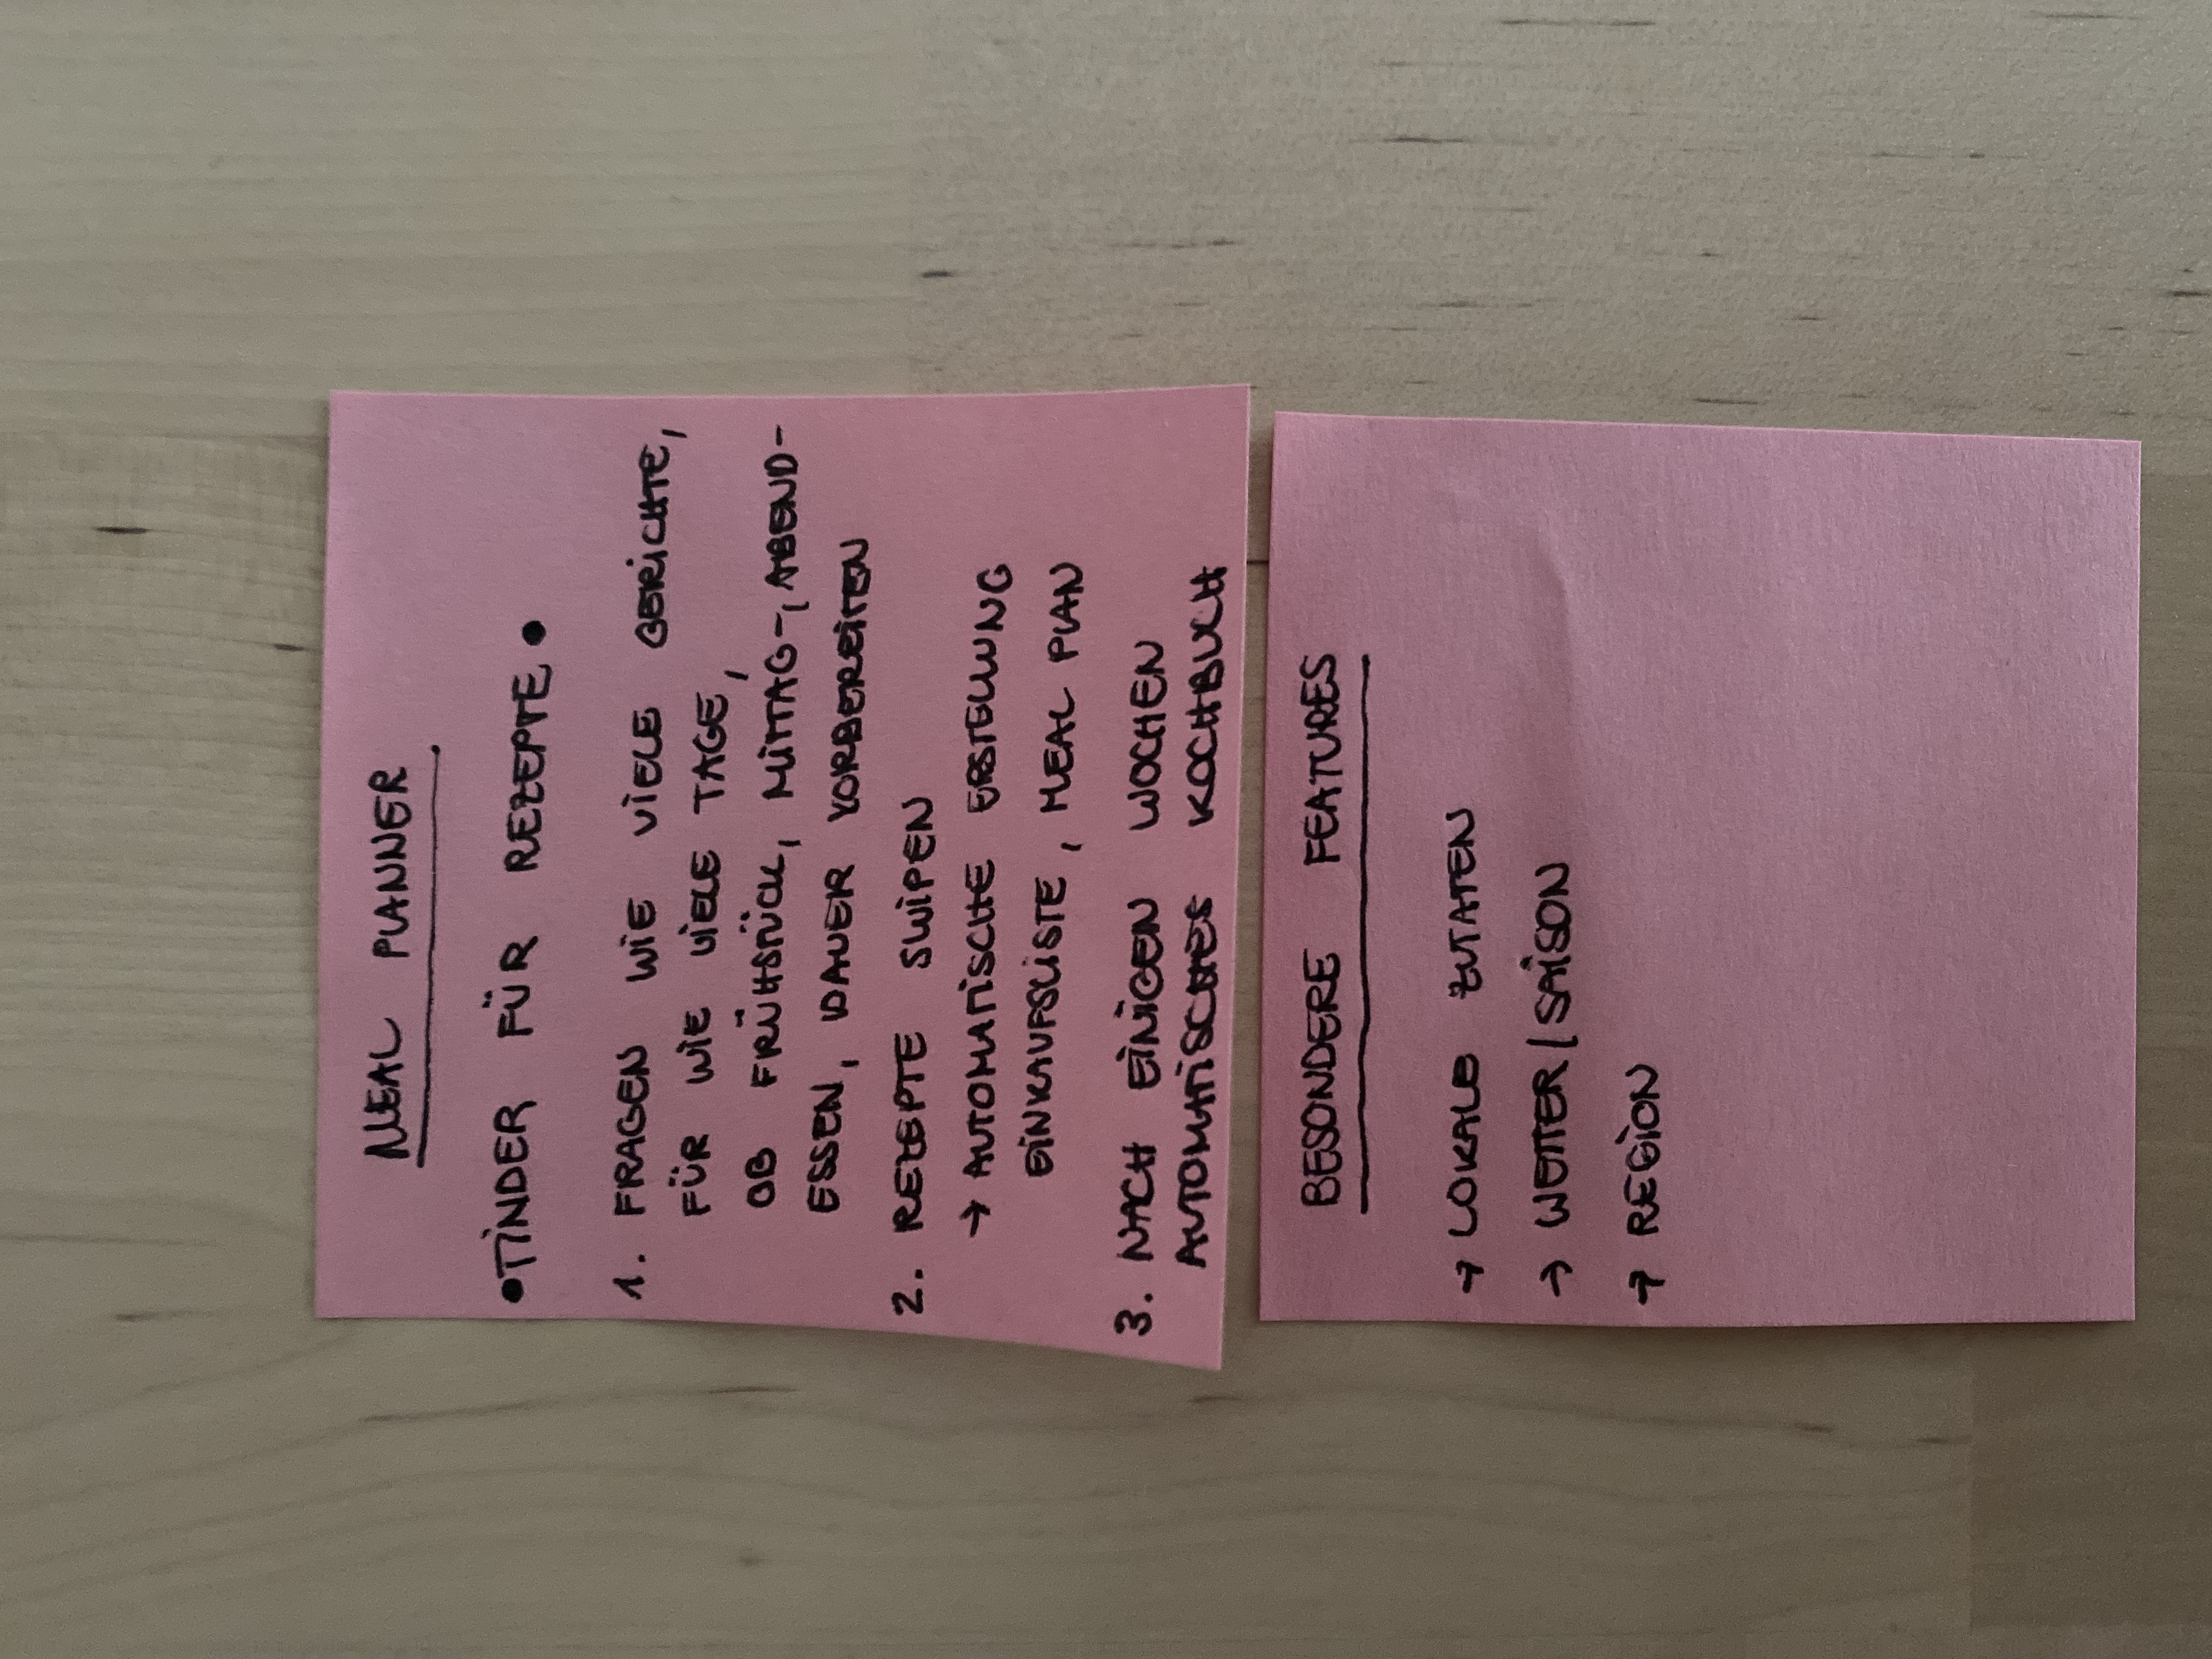 MEAL PLANNER
•TINDER FÜR REZEPTE•
1. FRAGEN WIE VIELE GERICHTE,
FÜR WIE VIELE TAGE,
OB FRÜHSTÜCK, MITTAG-, ABEND-
ESSEN, DAUER VORBEREITEN
2. REZEPTE SWIPEN
→ AUTOMATISCHE ERSTELLUNG
EINKAUFSLISTE, MEAL PLAN
3. NACH EINIGEN WOCHEN
AUTOMATISCHES KOCHBUCH
BESONDERE FEATURES
→ LOKALE ZUTATEN
→ WETTER/SAISON
→ REGION